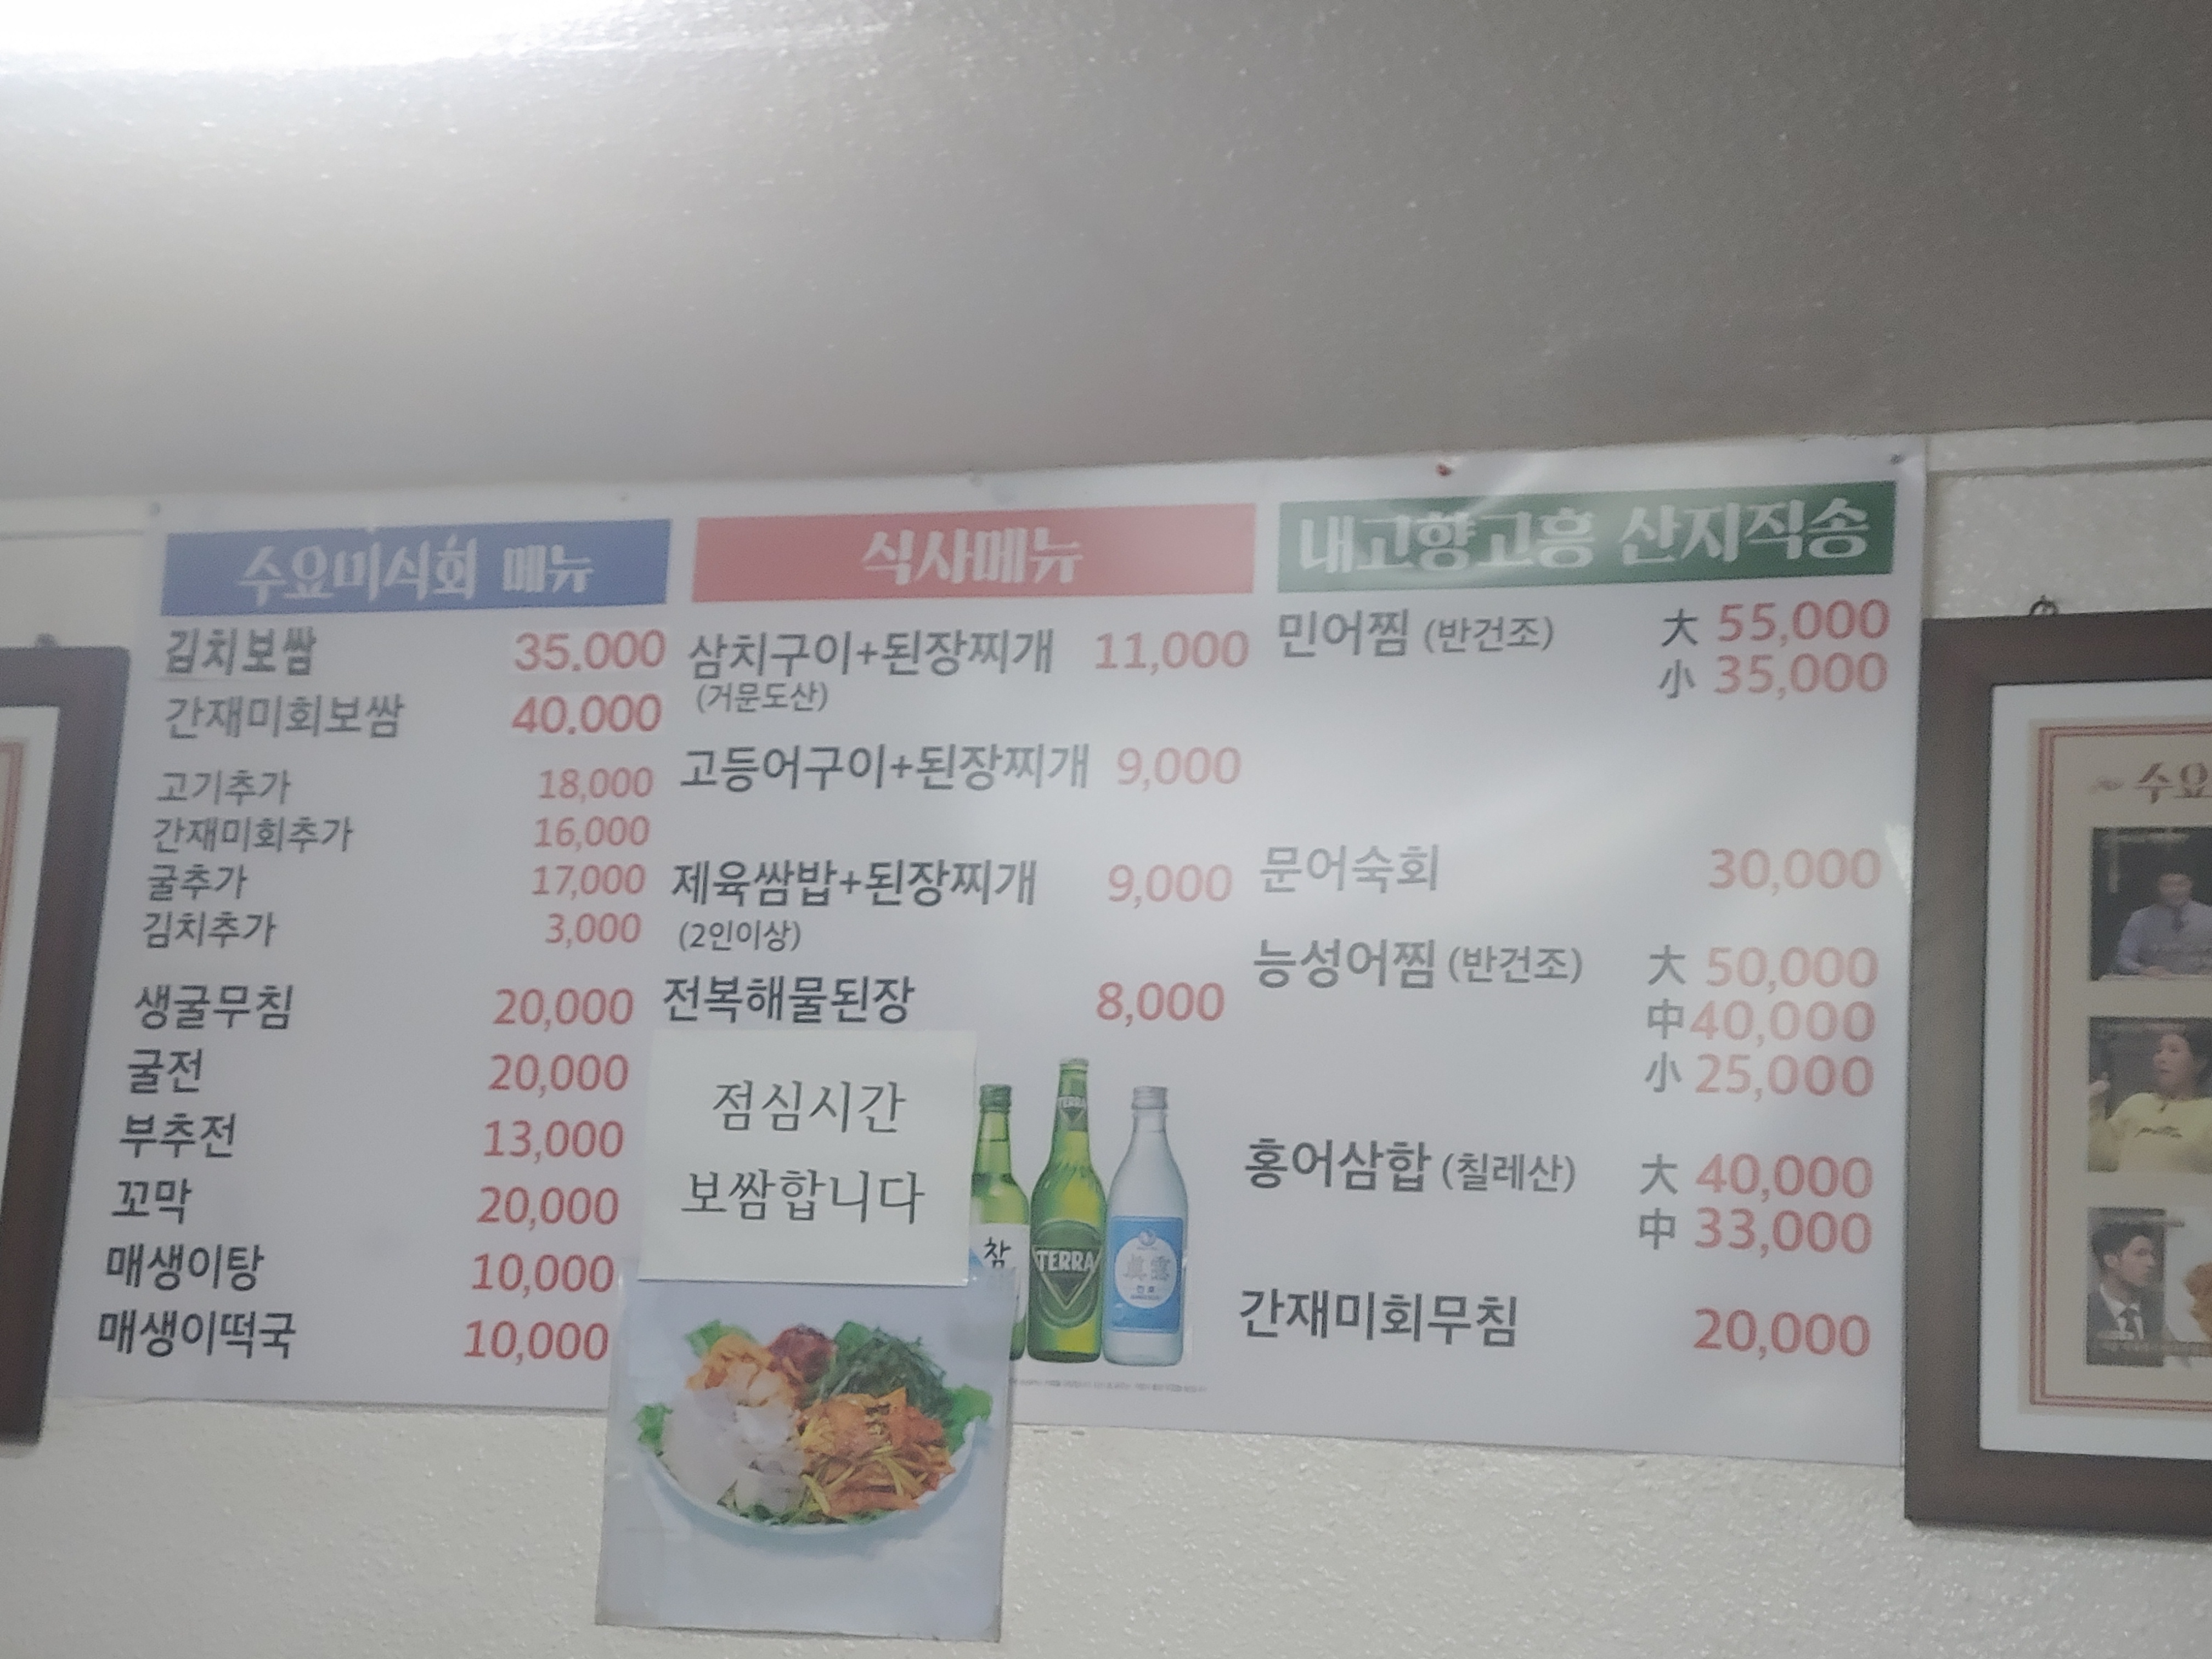 수요미식회 메뉴
김치보쌈 35.000
간재미회보쌈 40.000
고기추가 18,000
간재미회추가 16,000
굴추가 17,000
김치추가 3,000
생굴무침 20,000
굴전 20,000
부추전 13,000
꼬막 20,000
매생이탕 10,000
매생이떡국 10,000
식사메뉴
삼치구이+된장찌개 11,000
(거문도산)
고등어구이+된장찌개 9,000
제육쌈밥+된장찌개 9,000
(2인이상)
전복해물된장 8,000
점심시간
보쌈합니다
참
TERRA
TERRA
내고향고흥 산지직송
민어찜 (반건조) 大 55,000
小 35,000
문어숙회 30,000
능성어찜 (반건조) 大 50,000
中 40,000
小 25,000
홍어삼합 (칠레산) 大 40,000
中 33,000
간재미회무침 20,000
수요